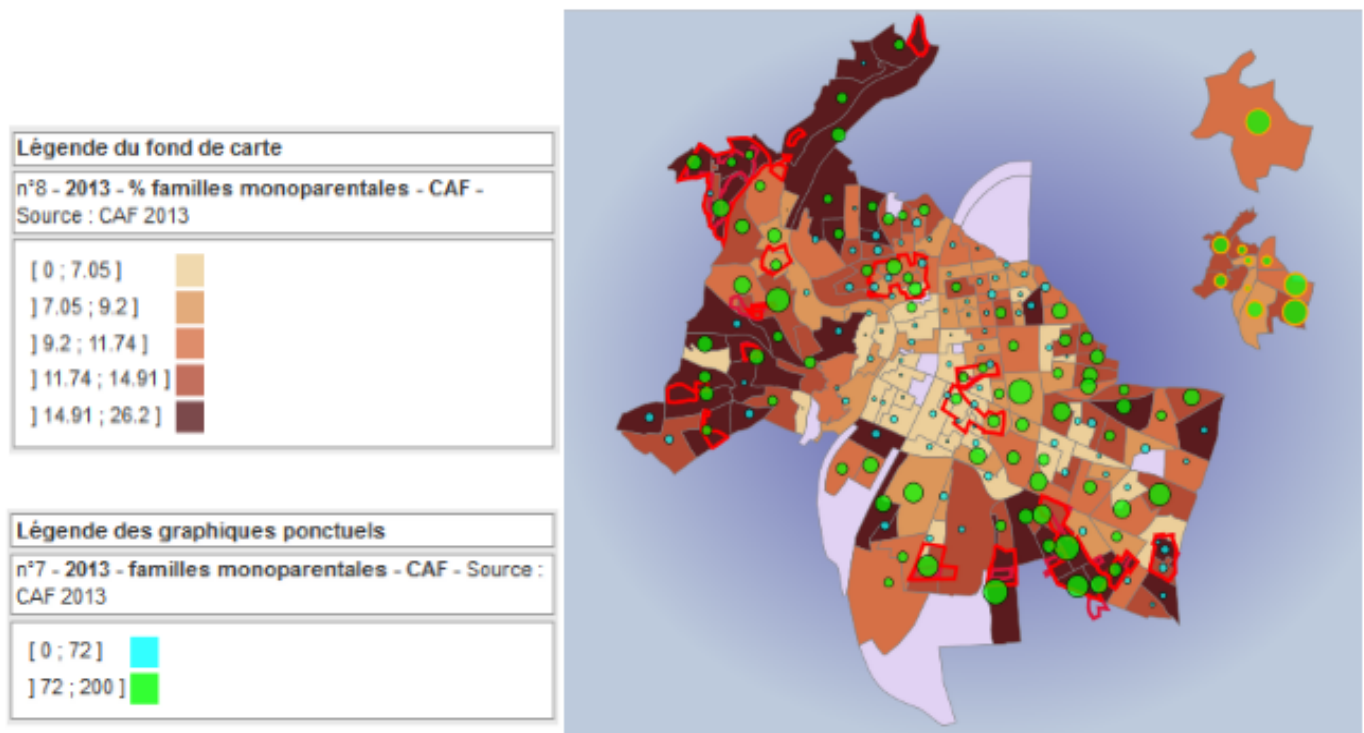 Légende du fond de carte
n°8 - 2013 - % familles monoparentales - CAF -
Source : CAF 2013
[ 0 ; 7.05 ]
] 7.05 ; 9.2 ]
] 9.2 ; 11.74 ]
] 11.74 ; 14.91 ]
] 14.91 ; 26.2 ]
Légende des graphiques ponctuels
n°7 - 2013 - familles monoparentales - CAF - Source :
CAF 2013
[ 0 ; 72 ]
] 72 ; 200 ]